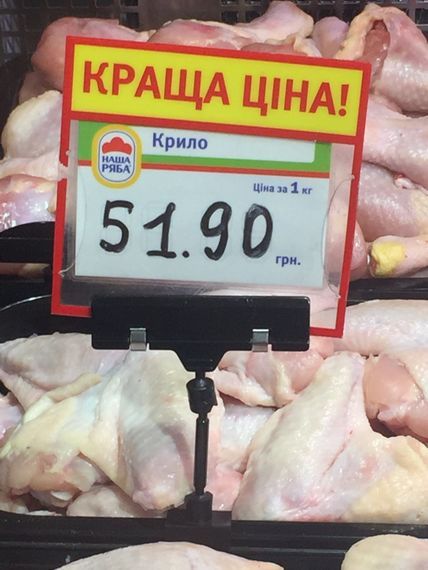 КРАЩА ЦІНА!
НАША
РЯБА
Крило
Ціна за 1 кг
51.90
грн.